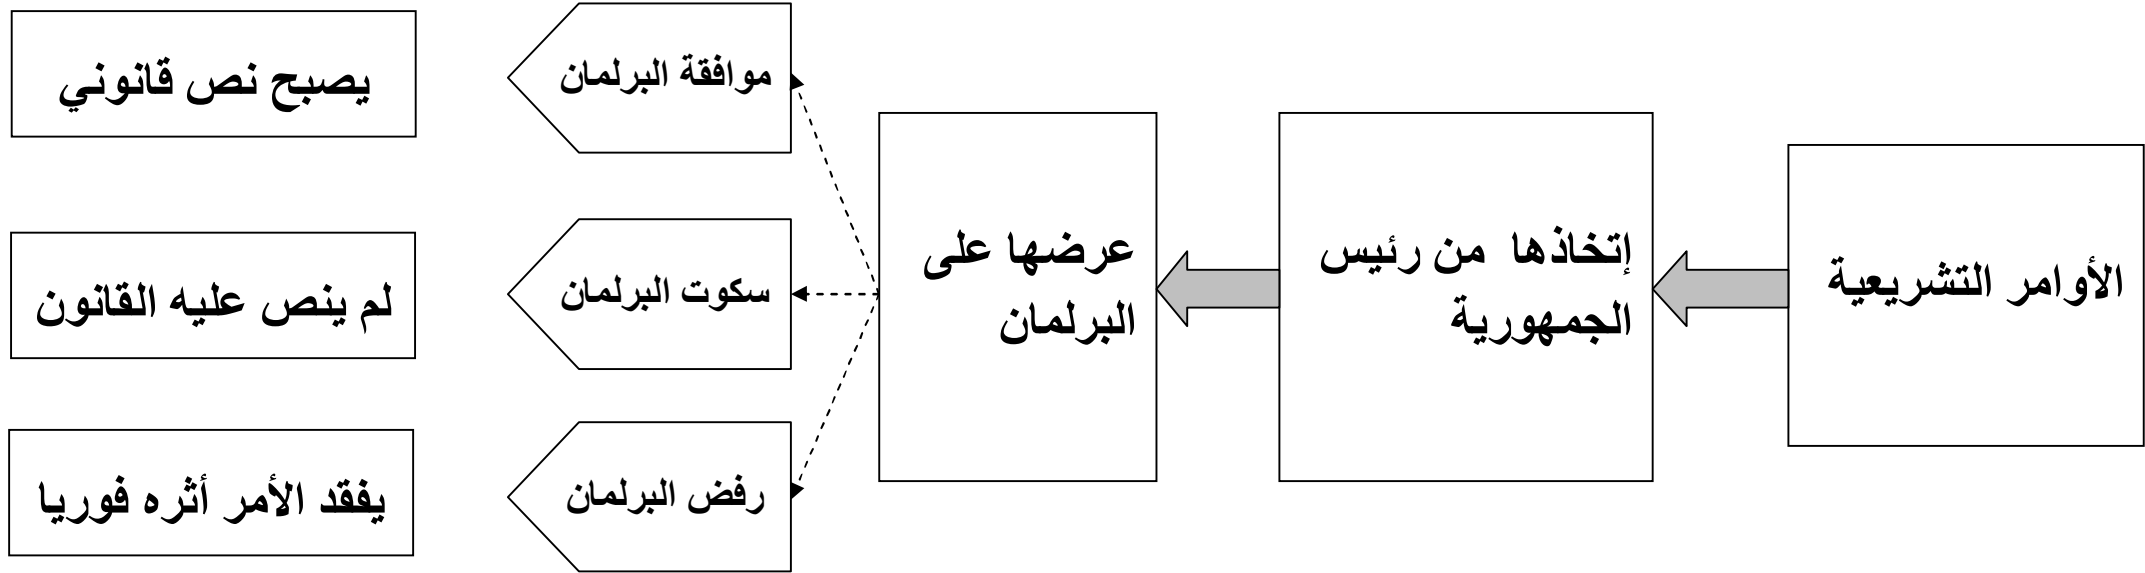 الأوامر التشريعية
إتخاذها من رئيس
الجمهورية
عرضها على
البرلمان
موافقة البرلمان
يصبح نص قانوني
سكوت البرلمان
لم ينص عليه القانون
رفض البرلمان
يفقد الأمر أثره فوريا